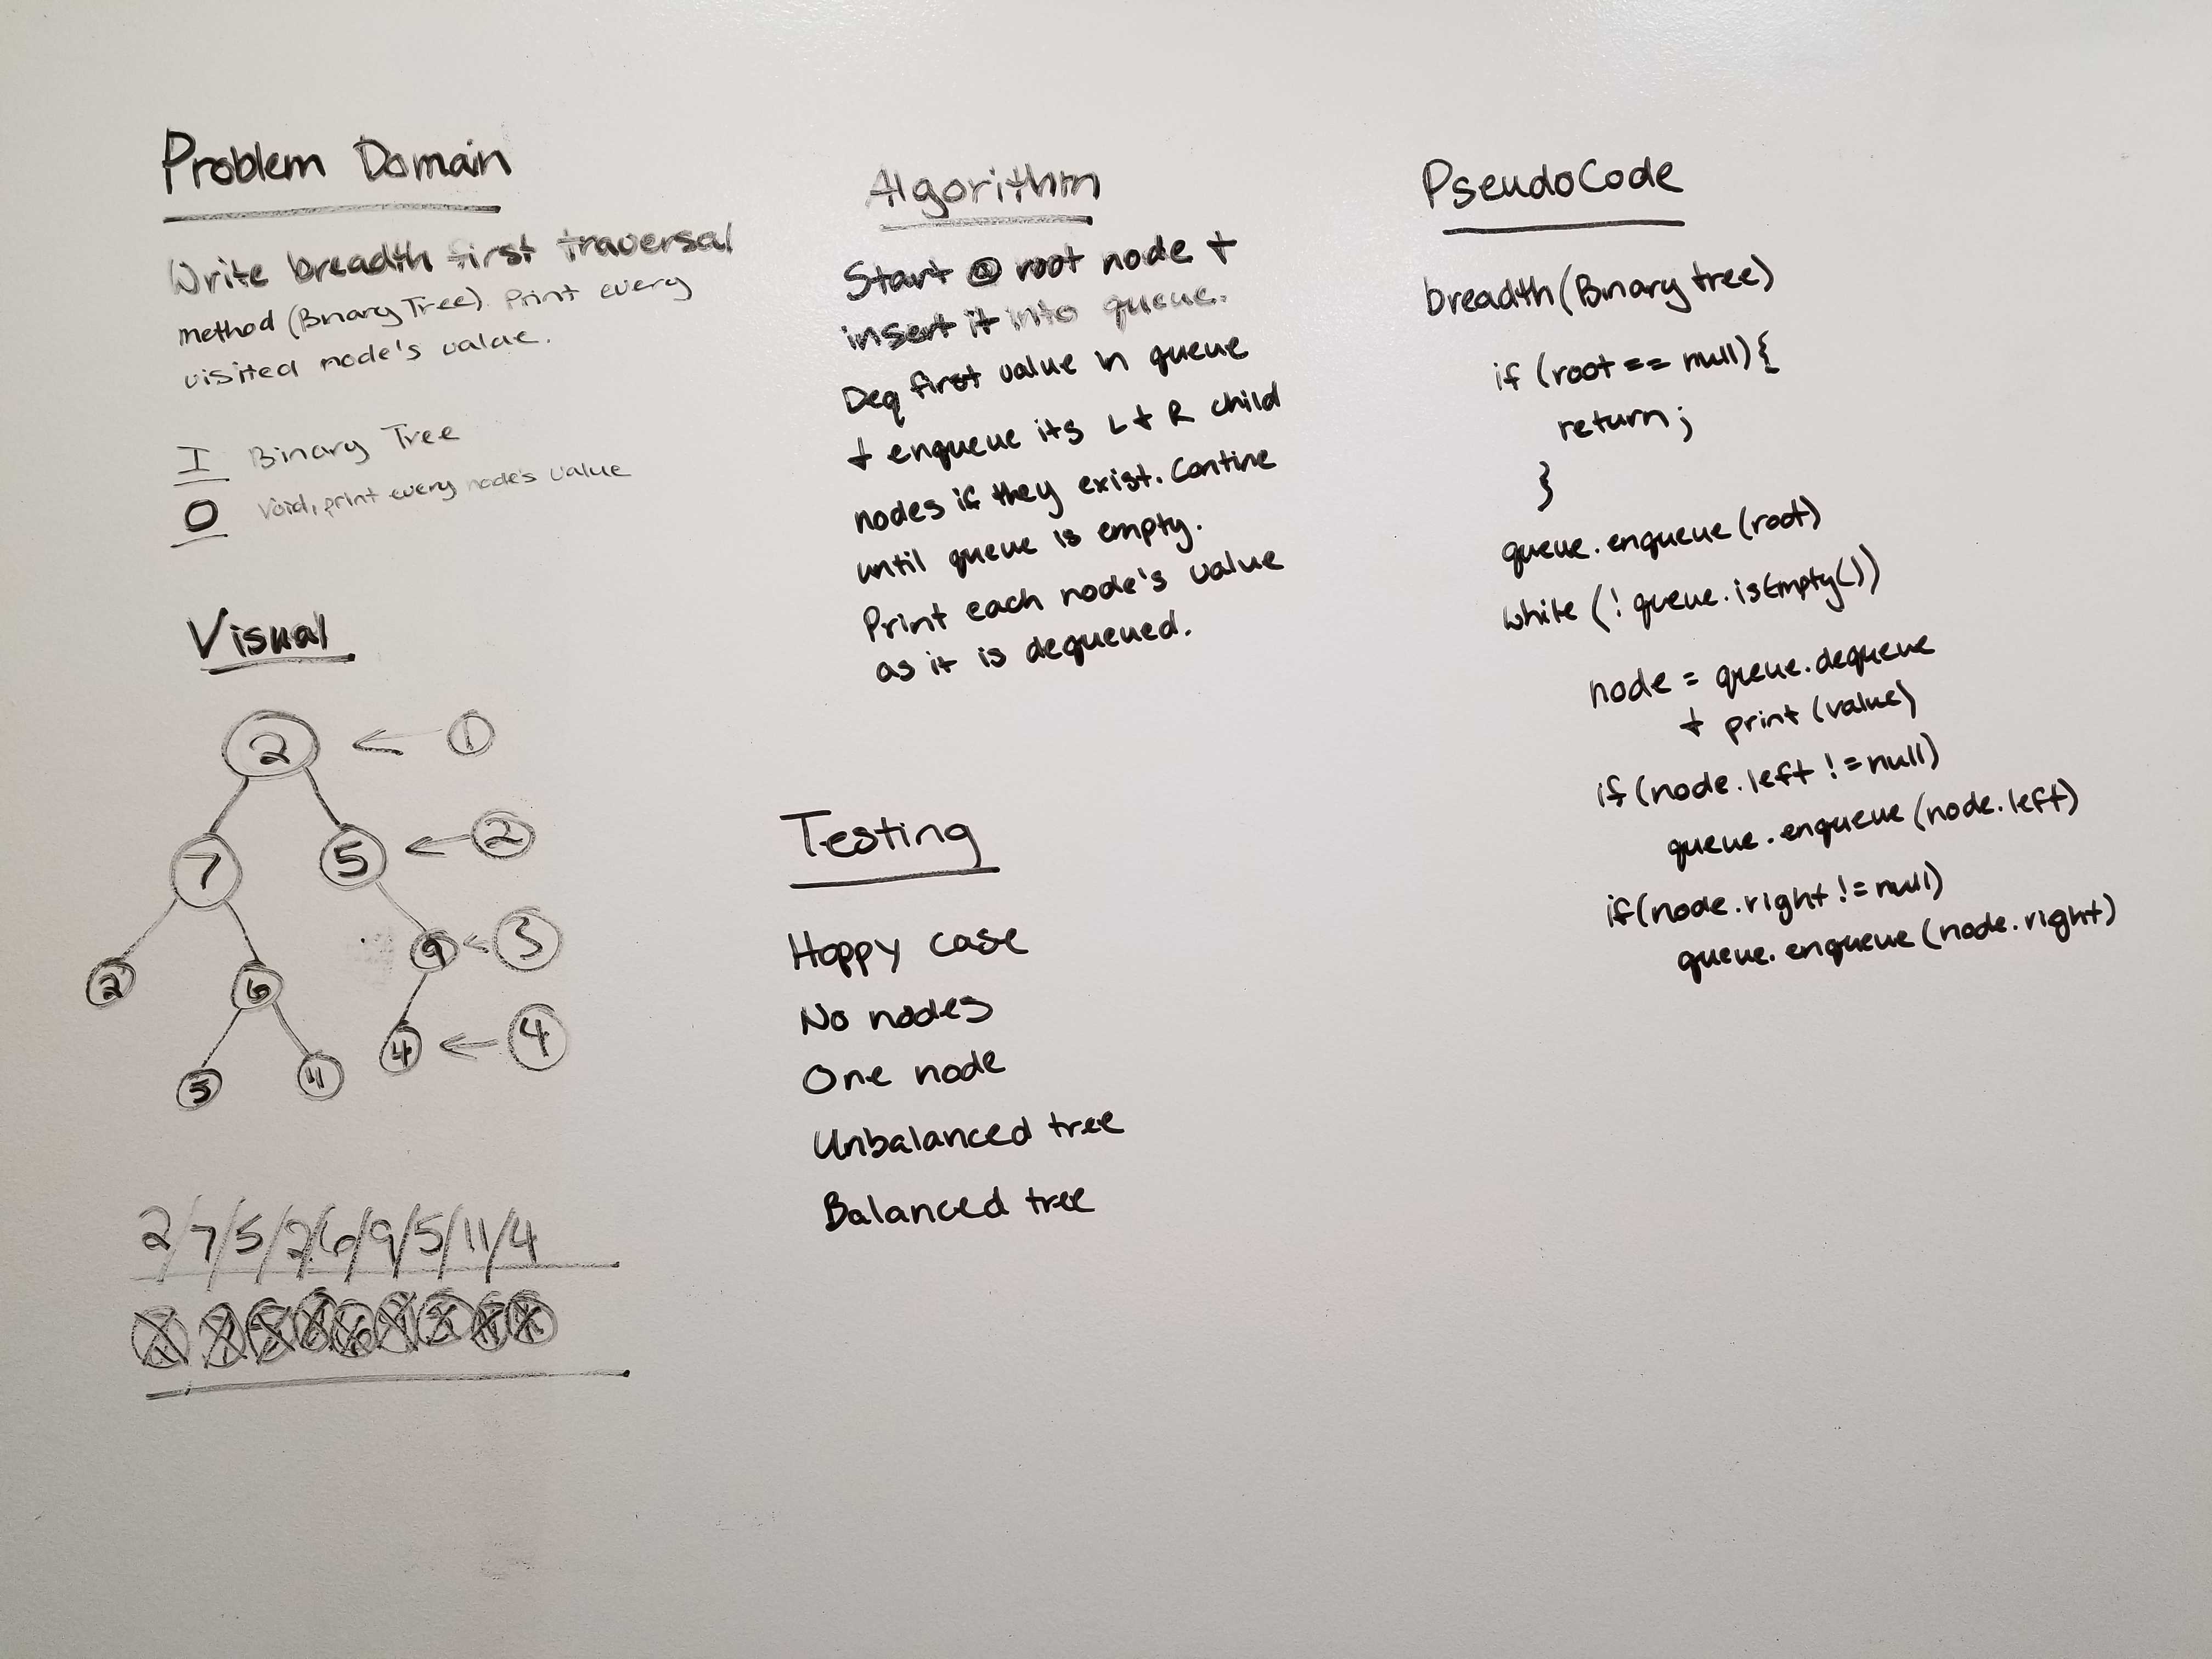 Problem Domain
Write breadth first traversal
method (Binary Tree). Print every
visited node's value.
I Binary Tree
O Void, print every node's value
Visual
2 ← 1
7 5 ← 2
2 6 9 ← 3
5 11 4 ← 4
2/7/5/2/6/9/5/11/4
Algorithm
Start @ root node +
insert it into queue.
Deq first value in queue
+ enqueue its L + R child
nodes if they exist. Contine
until queue is empty.
Print each node's value
as it is dequeued.
Testing
Happy case
No nodes
One node
Unbalanced tree
Balanced tree
PseudoCode
breadth(Binary tree)
if (root == null){
return;
}
queue.enqueue(root)
while (! queue.isEmpty())
node = queue.dequeue
+ print (value)
if (node.left != null)
queue.enqueue (node.left)
if (node.right != null)
queue.enqueue (node.right)